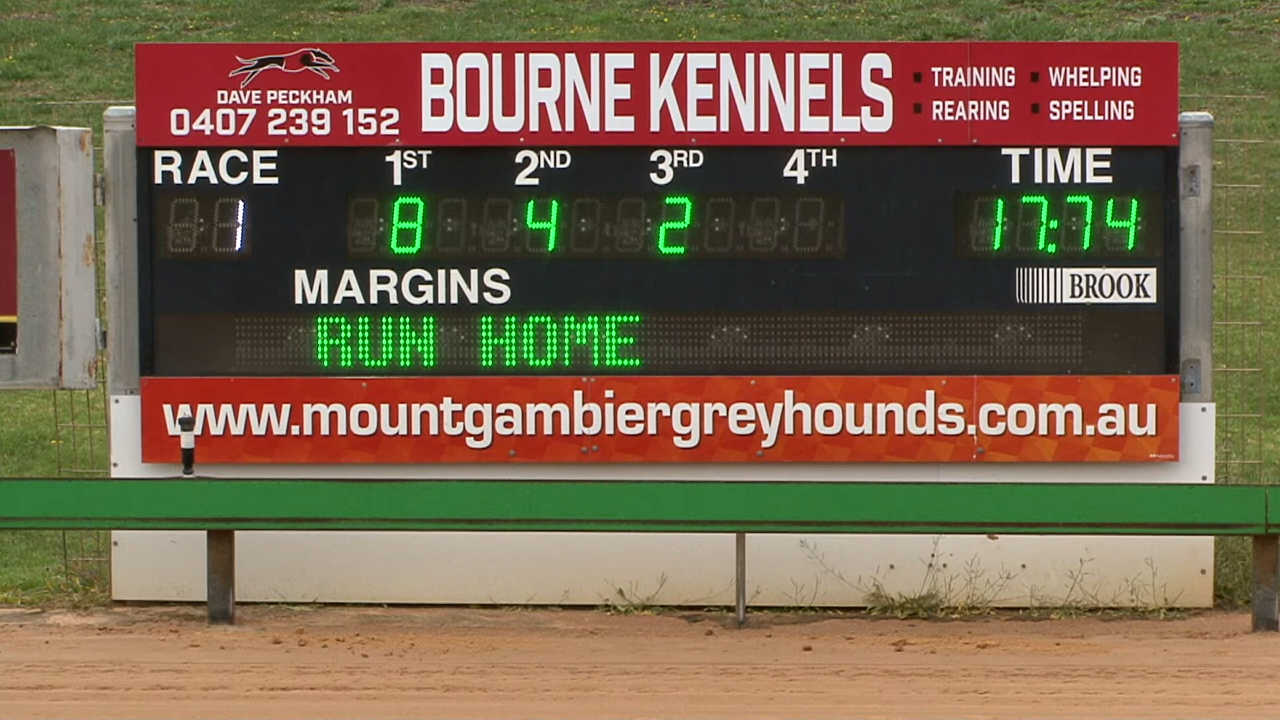 DAVE PECKHAM
0407 239 152
BOURNE KENNELS
TRAINING WHELPING
REARING SPELLING
RACE 1ST 2ND 3RD 4TH TIME
1 8 4 2 17:74
MARGINS
BROOK
RUN HOME
www.mountgambiergreyhounds.com.au